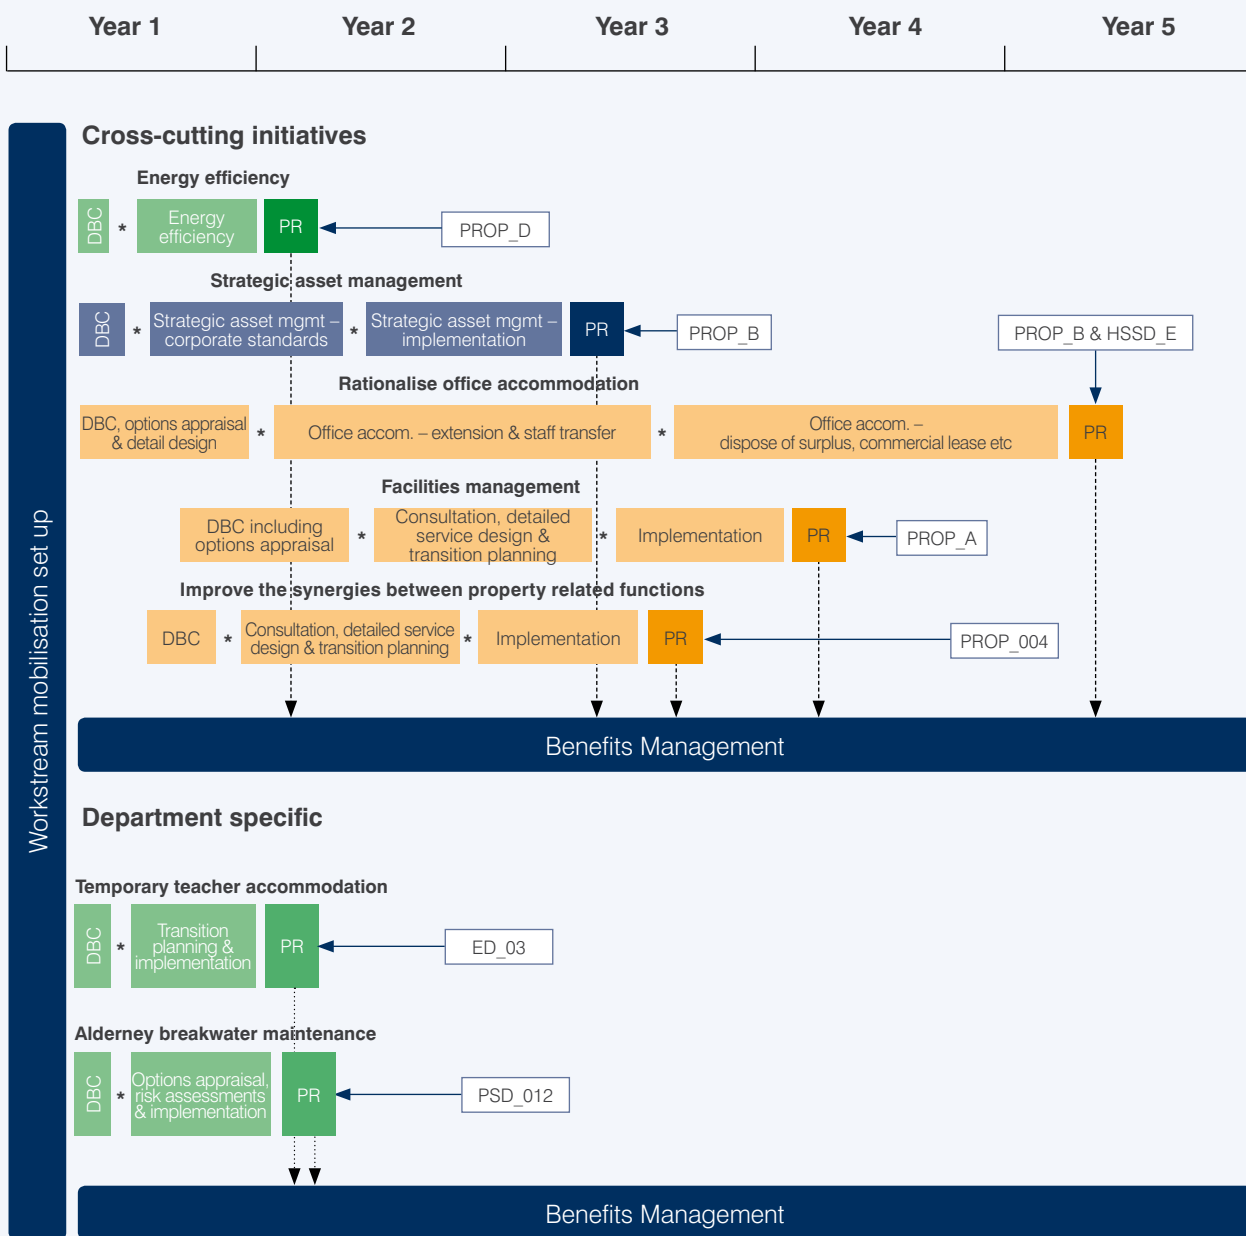 Year 1 Year 2 Year 3 Year 4 Year 5
Workstream mobilisation set up
Cross-cutting initiatives
Energy efficiency
DBC
*
Energy
efficiency
PR
PROP_D
Strategic asset management
DBC
*
Strategic asset mgmt –
corporate standards
*
Strategic asset mgmt –
implementation
PR
PROP_B
PROP_B & HSSD_E
Rationalise office accommodation
DBC, options appraisal
& detail design
*
Office accom. – extension & staff transfer
*
Office accom. –
dispose of surplus, commercial lease etc
PR
Facilities management
DBC including
options appraisal
*
Consultation, detailed
service design &
transition planning
*
Implementation
PR
PROP_A
Improve the synergies between property related functions
DBC
*
Consultation, detailed service
design & transition planning
*
Implementation
PR
PROP_004
Benefits Management
Department specific
Temporary teacher accommodation
DBC
*
Transition
planning &
implementation
PR
ED_03
Alderney breakwater maintenance
DBC
*
Options appraisal,
risk assessments
& implementation
PR
PSD_012
Benefits Management